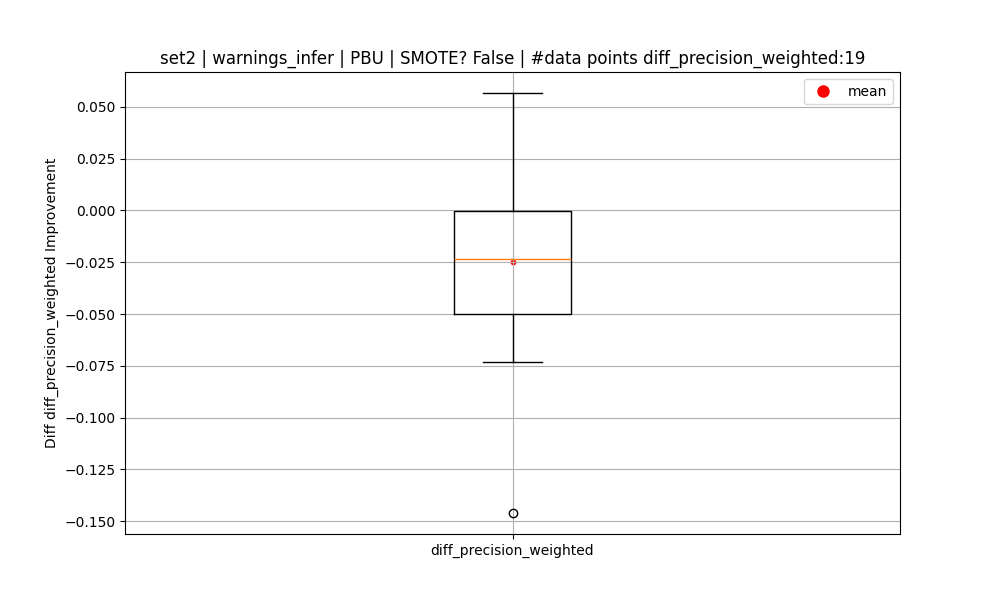 set2 | warnings_infer | PBU | SMOTE? False | #data points diff_precision_weighted:19
mean
0.050
0.025
0.000
−0.025
−0.050
−0.075
−0.100
−0.125
−0.150
Diff diff_precision_weighted Improvement
diff_precision_weighted